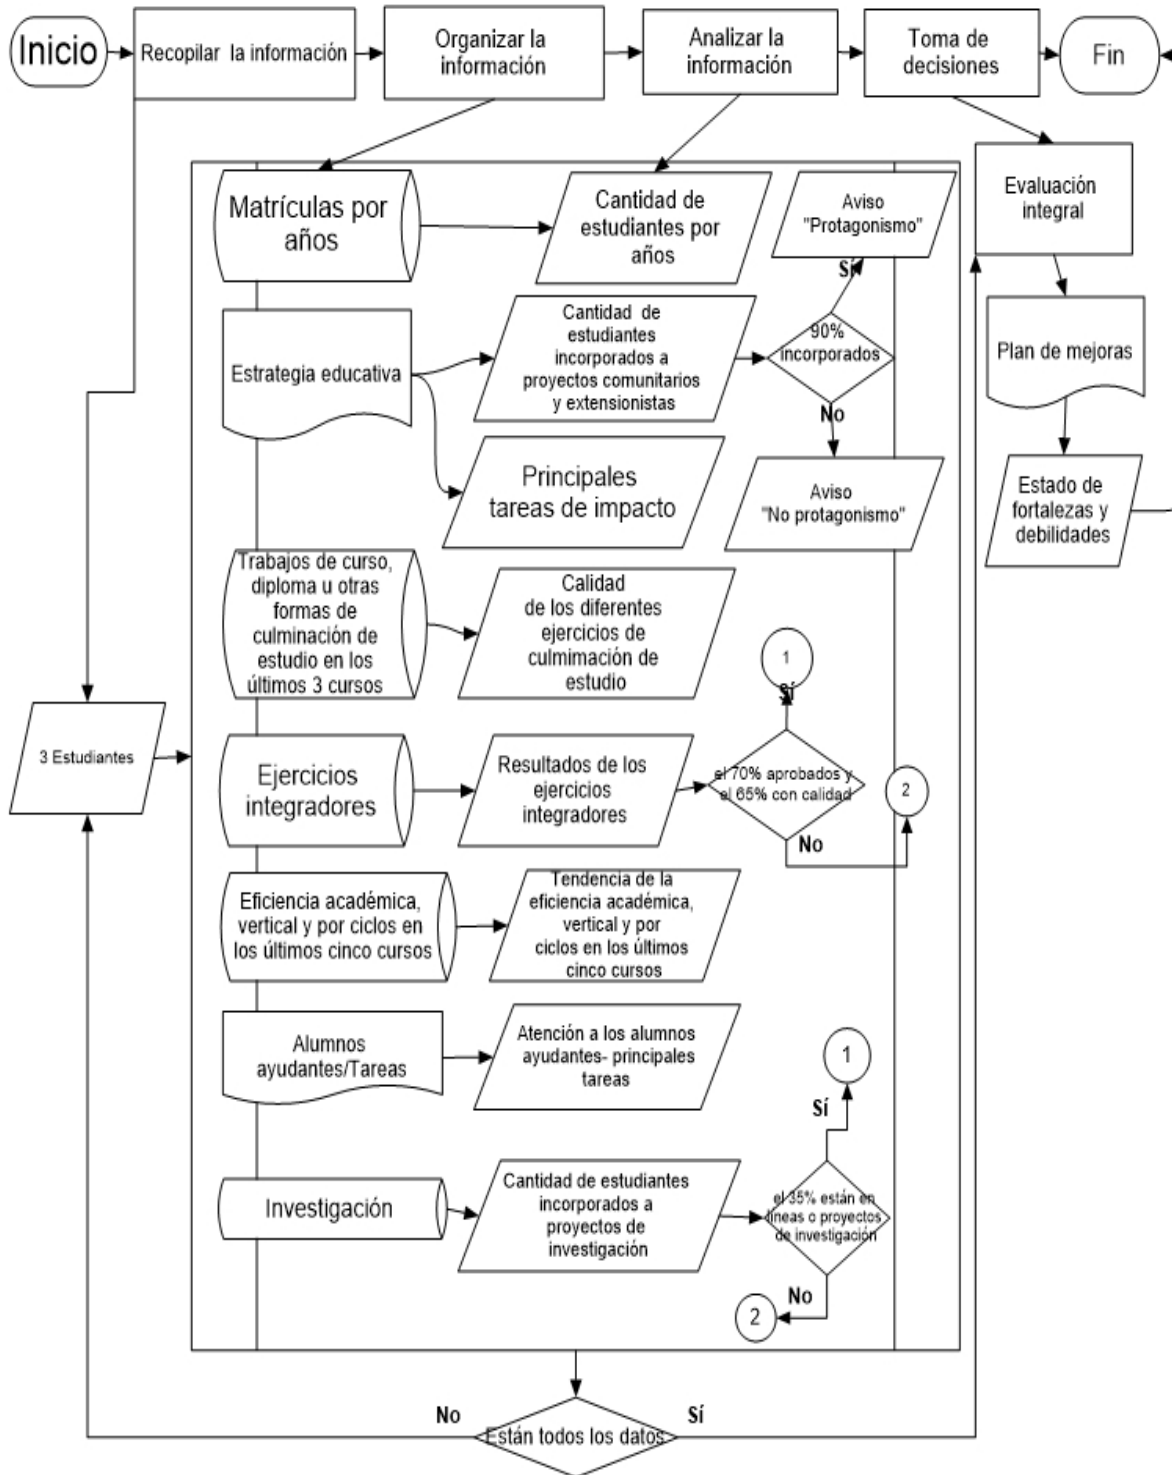 Inicio
Recopilar la información
Organizar la
información
Analizar la
información
Toma de
decisiones
Fin
Matrículas por
años
Cantidad de
estudiantes por
años
Aviso
"Protagonismo"
Evaluación
integral
Sí
Estrategia educativa
Cantidad de
estudiantes
incorporados a
proyectos comunitarios
y extensionistas
90%
incorporados
Plan de mejoras
No
Principales
tareas de impacto
Aviso
"No protagonismo"
Estado de
fortalezas y
debilidades
Trabajos de curso,
diploma u otras
formas de
culminación de
estudio en los
últimos 3 cursos
Calidad
de los diferentes
ejercicios de
culmimación de
estudio
1
Sí
3 Estudiantes
Ejercicios
integradores
Resultados de los
ejercicios
integradores
el 70% aprobados y
el 65% con calidad
2
No
Eficiencia académica,
vertical y por ciclos en
los últimos cinco cursos
Tendencia de la
eficiencia académica,
vertical y por
ciclos en los últimos
cinco cursos
Alumnos
ayudantes/Tareas
Atención a los alumnos
ayudantes- principales
tareas
1
Sí
Investigación
Cantidad de estudiantes
incorporados a
proyectos de
investigación
el 35% están en
líneas o proyectos
de investigación
No
2
No
Sí
Están todos los datos